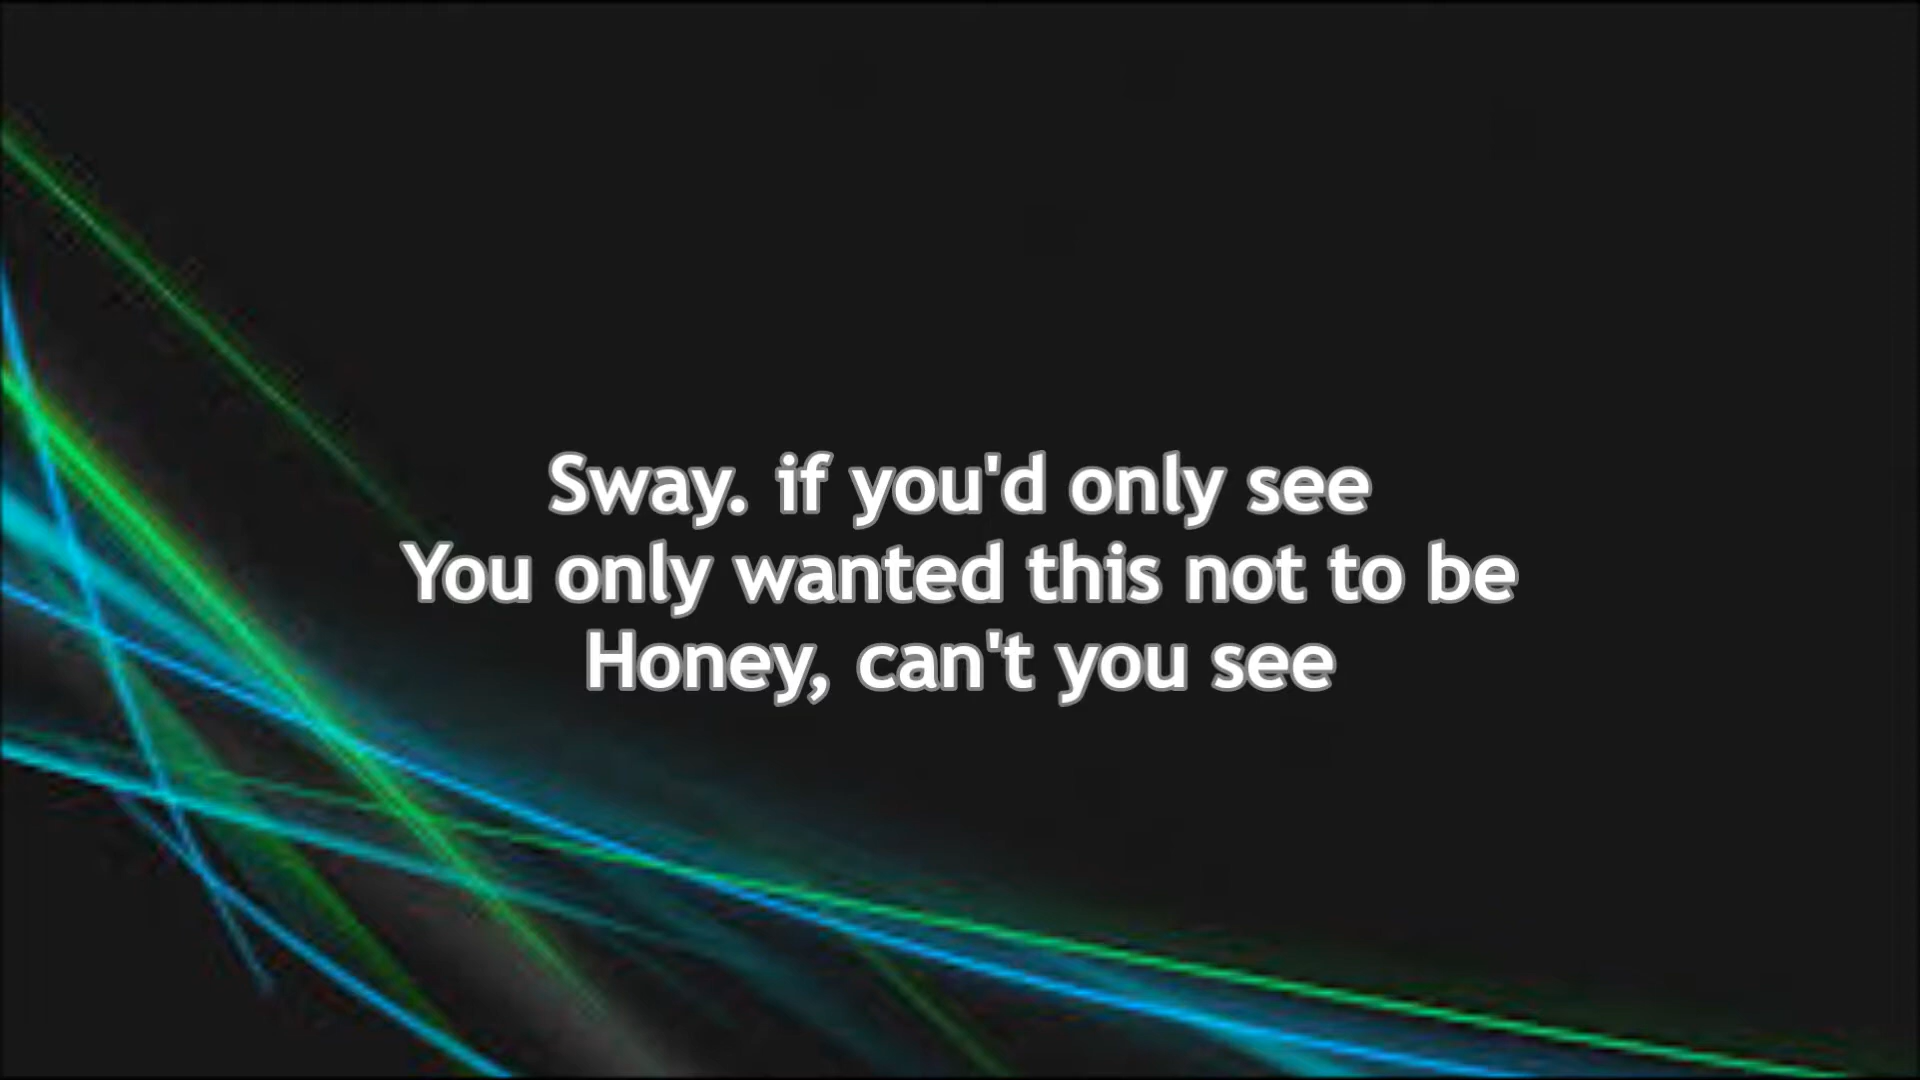 Sway. if you'd only see
You only wanted this not to be
Honey, can't you see